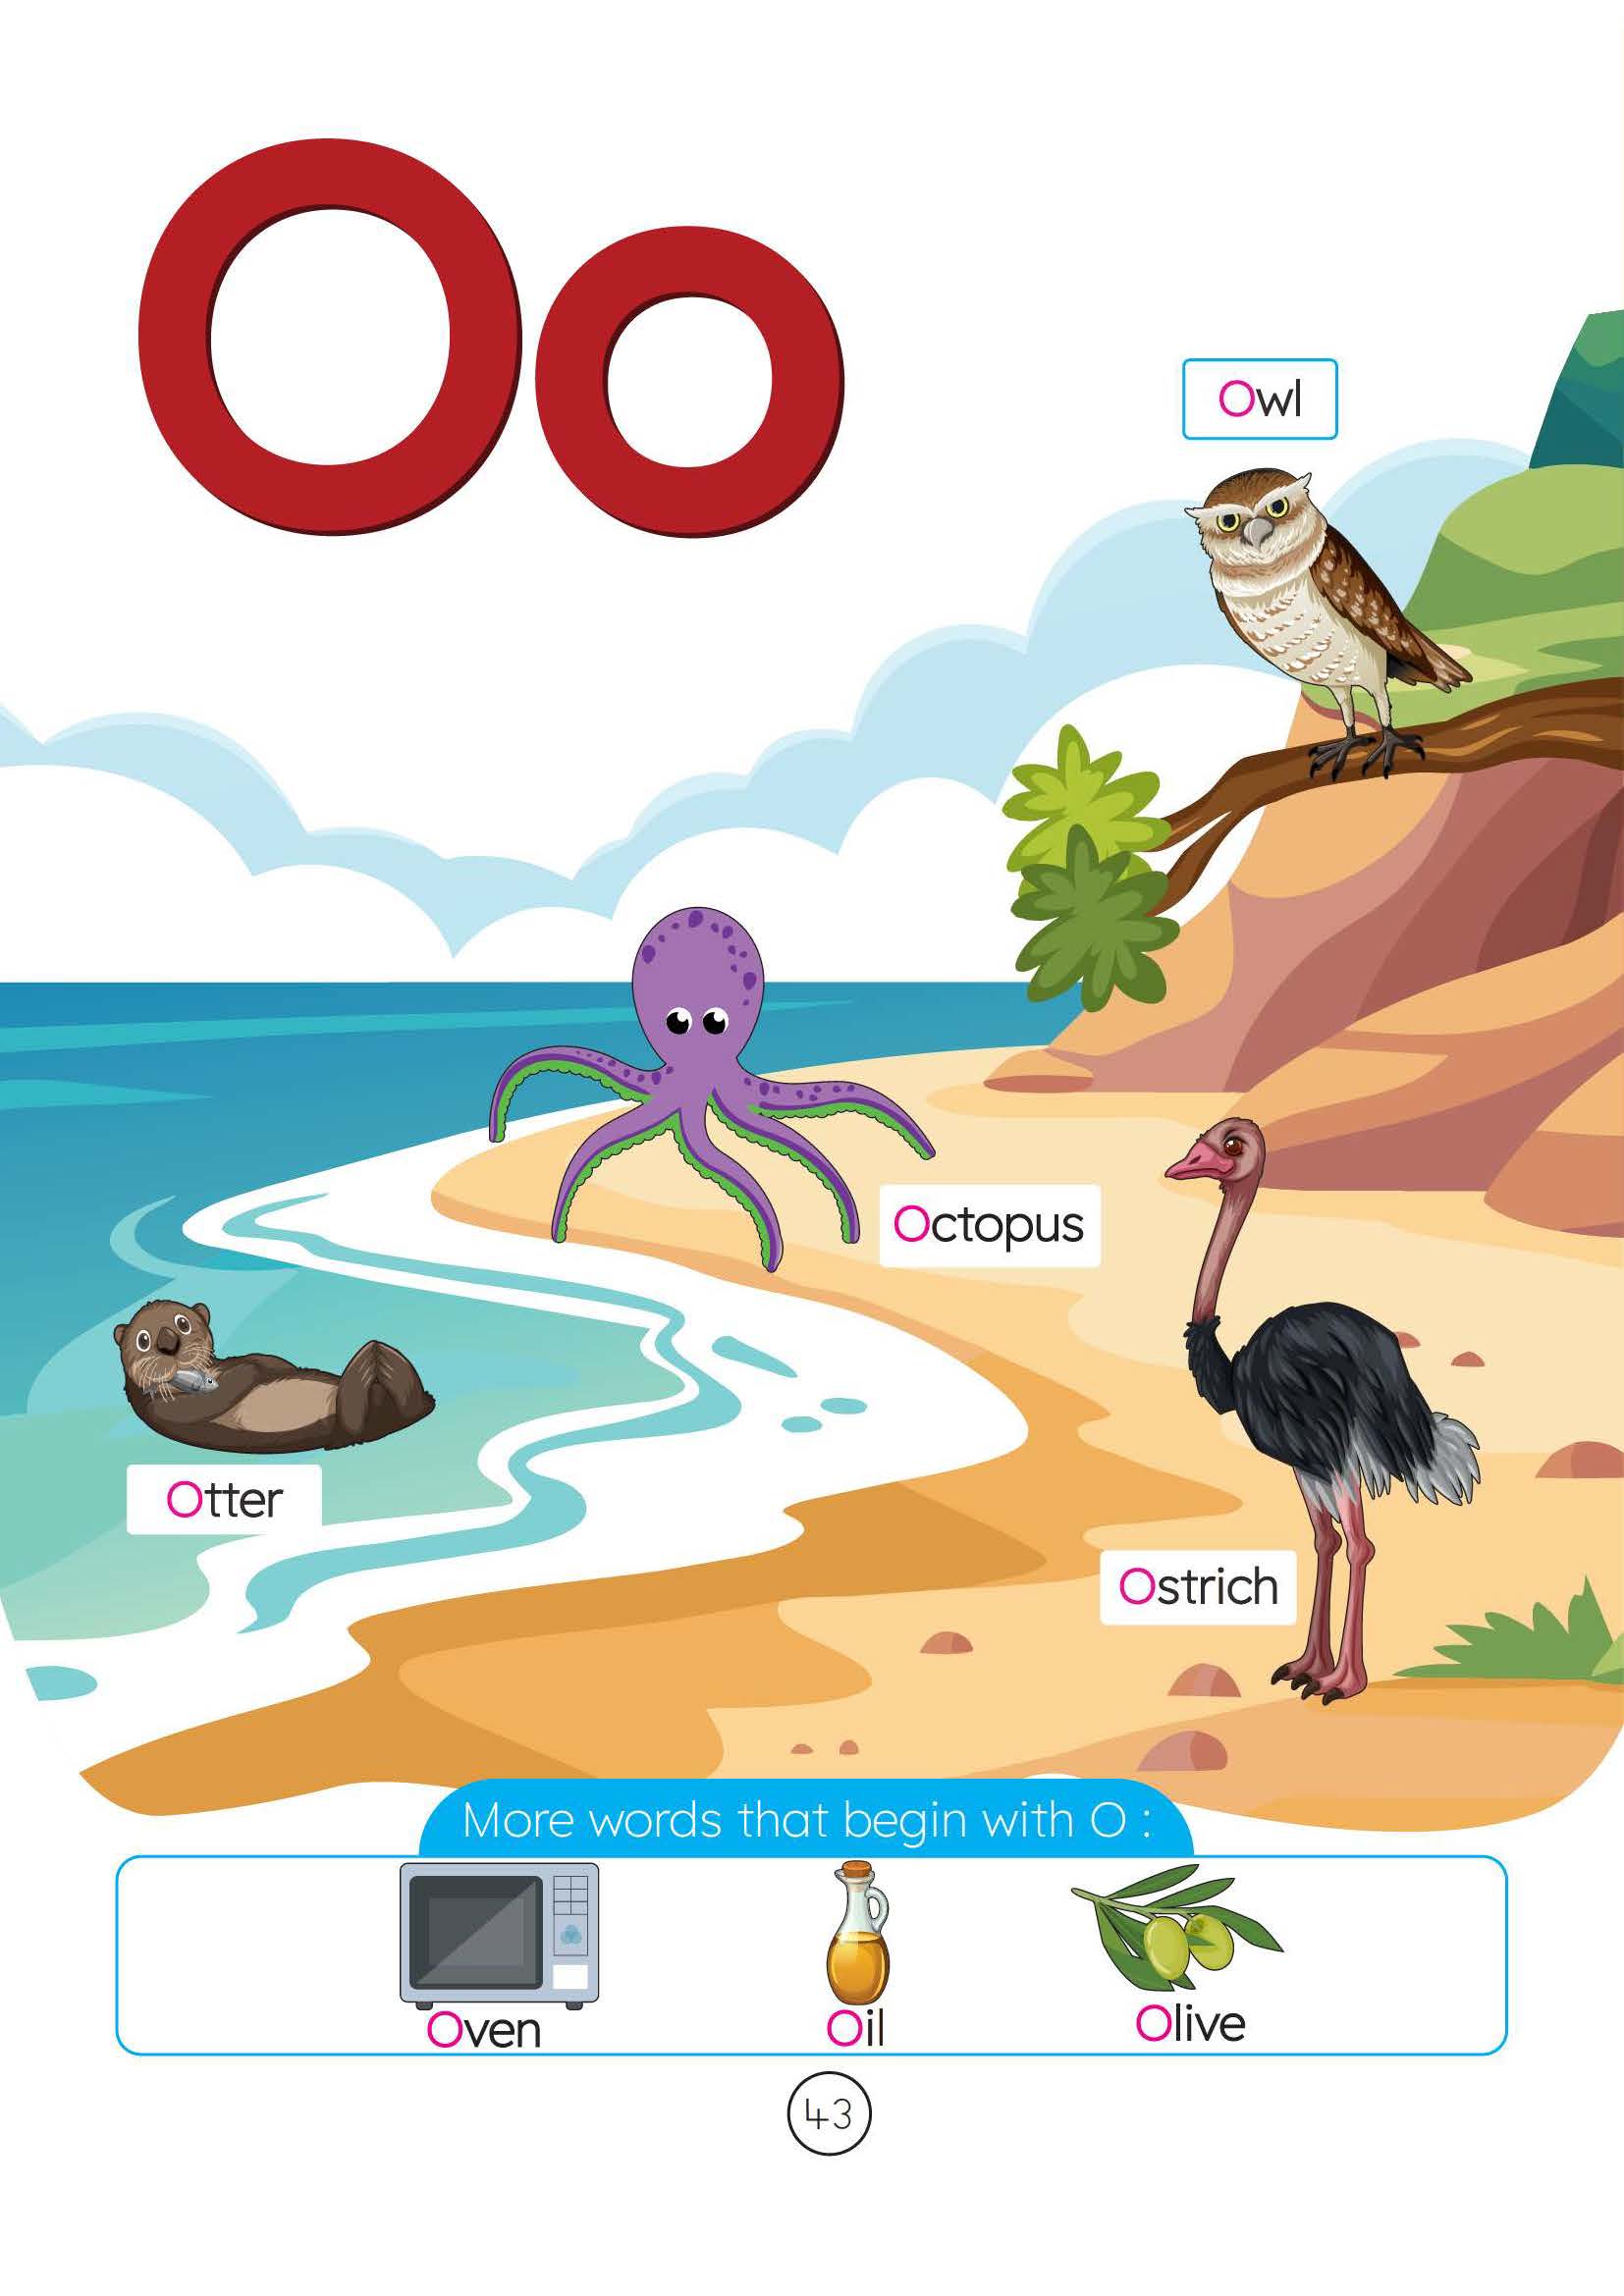 Oo
Owl
Octopus
Otter
Ostrich
More words that begin with O :
Oven
Oil
Olive
43